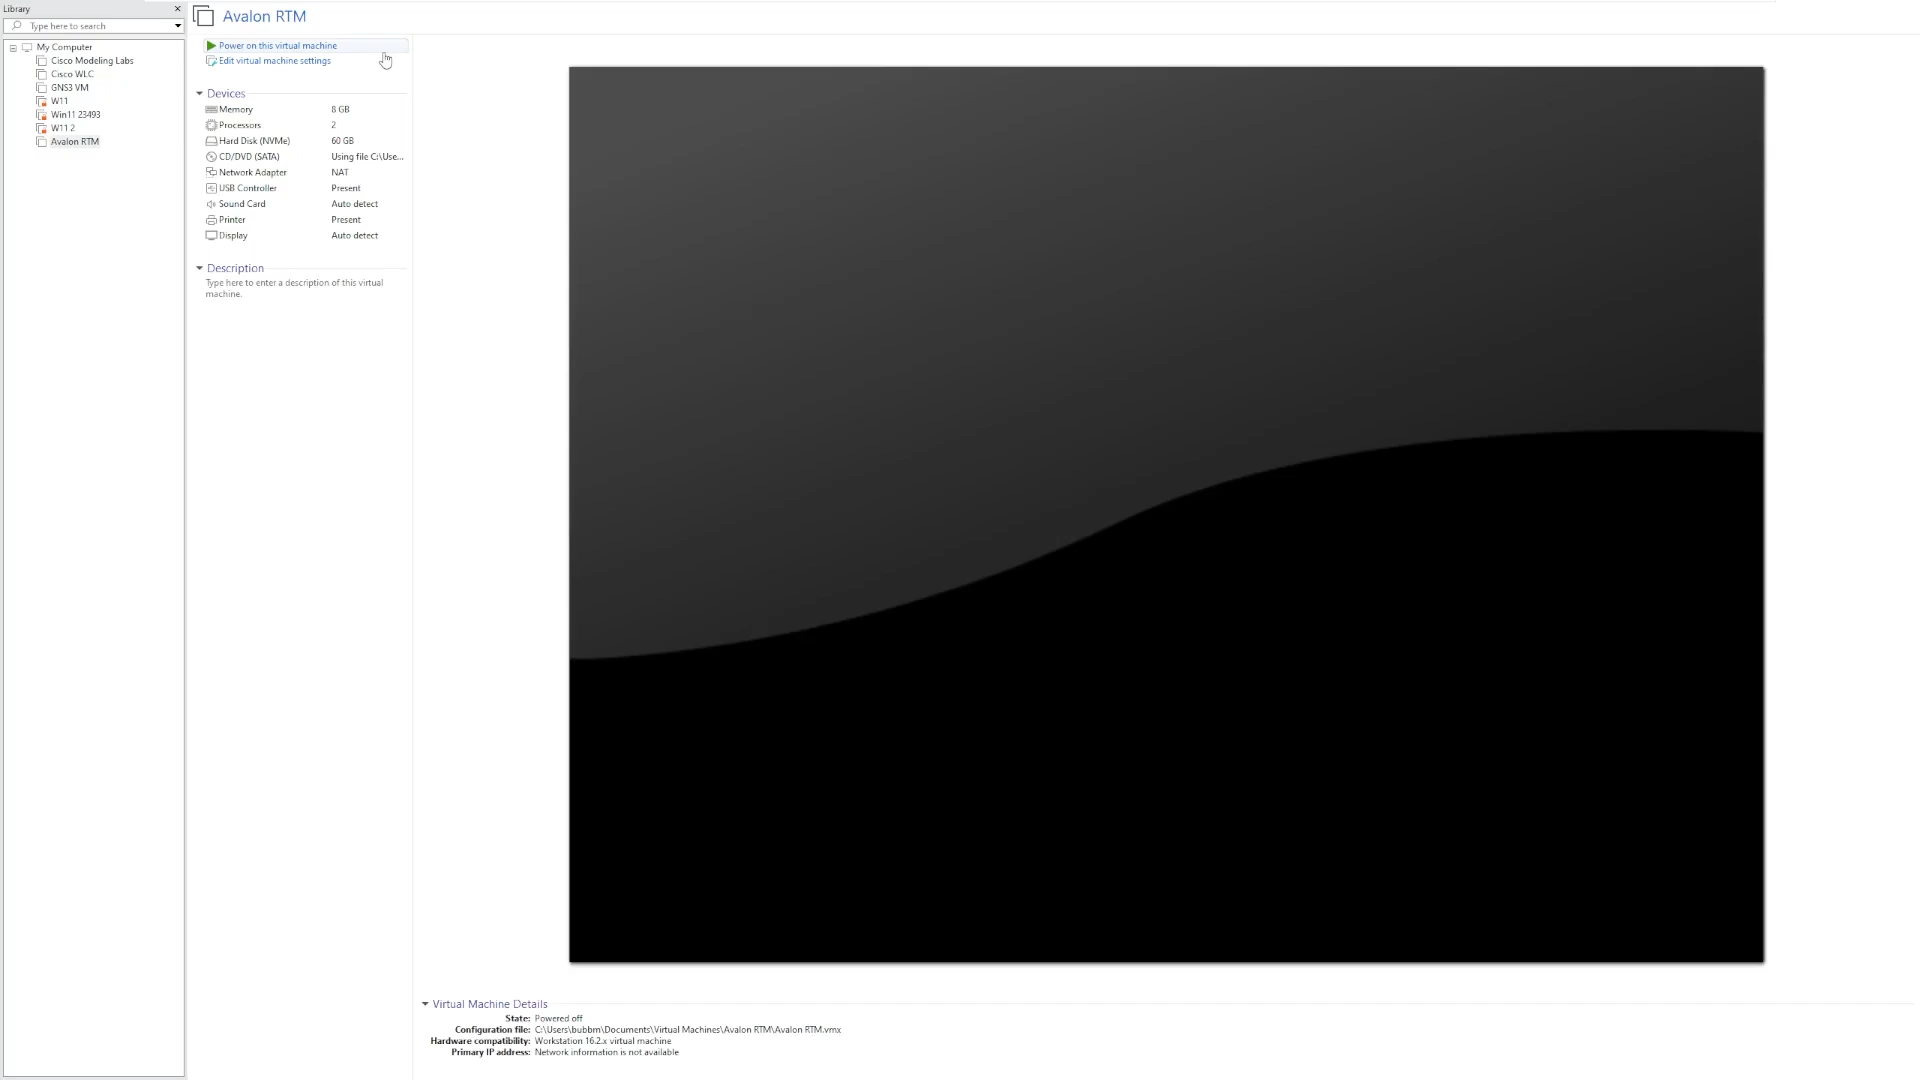 Library
Type here to search
My Computer
Cisco Modeling Labs
Cisco WLC
GNS3 VM
W11
Win11 23493
W11 2
Avalon RTM
Avalon RTM
Power on this virtual machine
Edit virtual machine settings
Devices
Memory 8 GB
Processors 2
Hard Disk (NVMe) 60 GB
CD/DVD (SATA) Using file C:\Use...
Network Adapter NAT
USB Controller Present
Sound Card Auto detect
Printer Present
Display Auto detect
Description
Type here to enter a description of this virtual
machine.
Virtual Machine Details
State: Powered off
Configuration file: C:\Users\bubbrn\Documents\Virtual Machines\Avalon RTM\Avalon RTM.vmx
Hardware compatibility: Workstation 16.2.x virtual machine
Primary IP address: Network information is not available